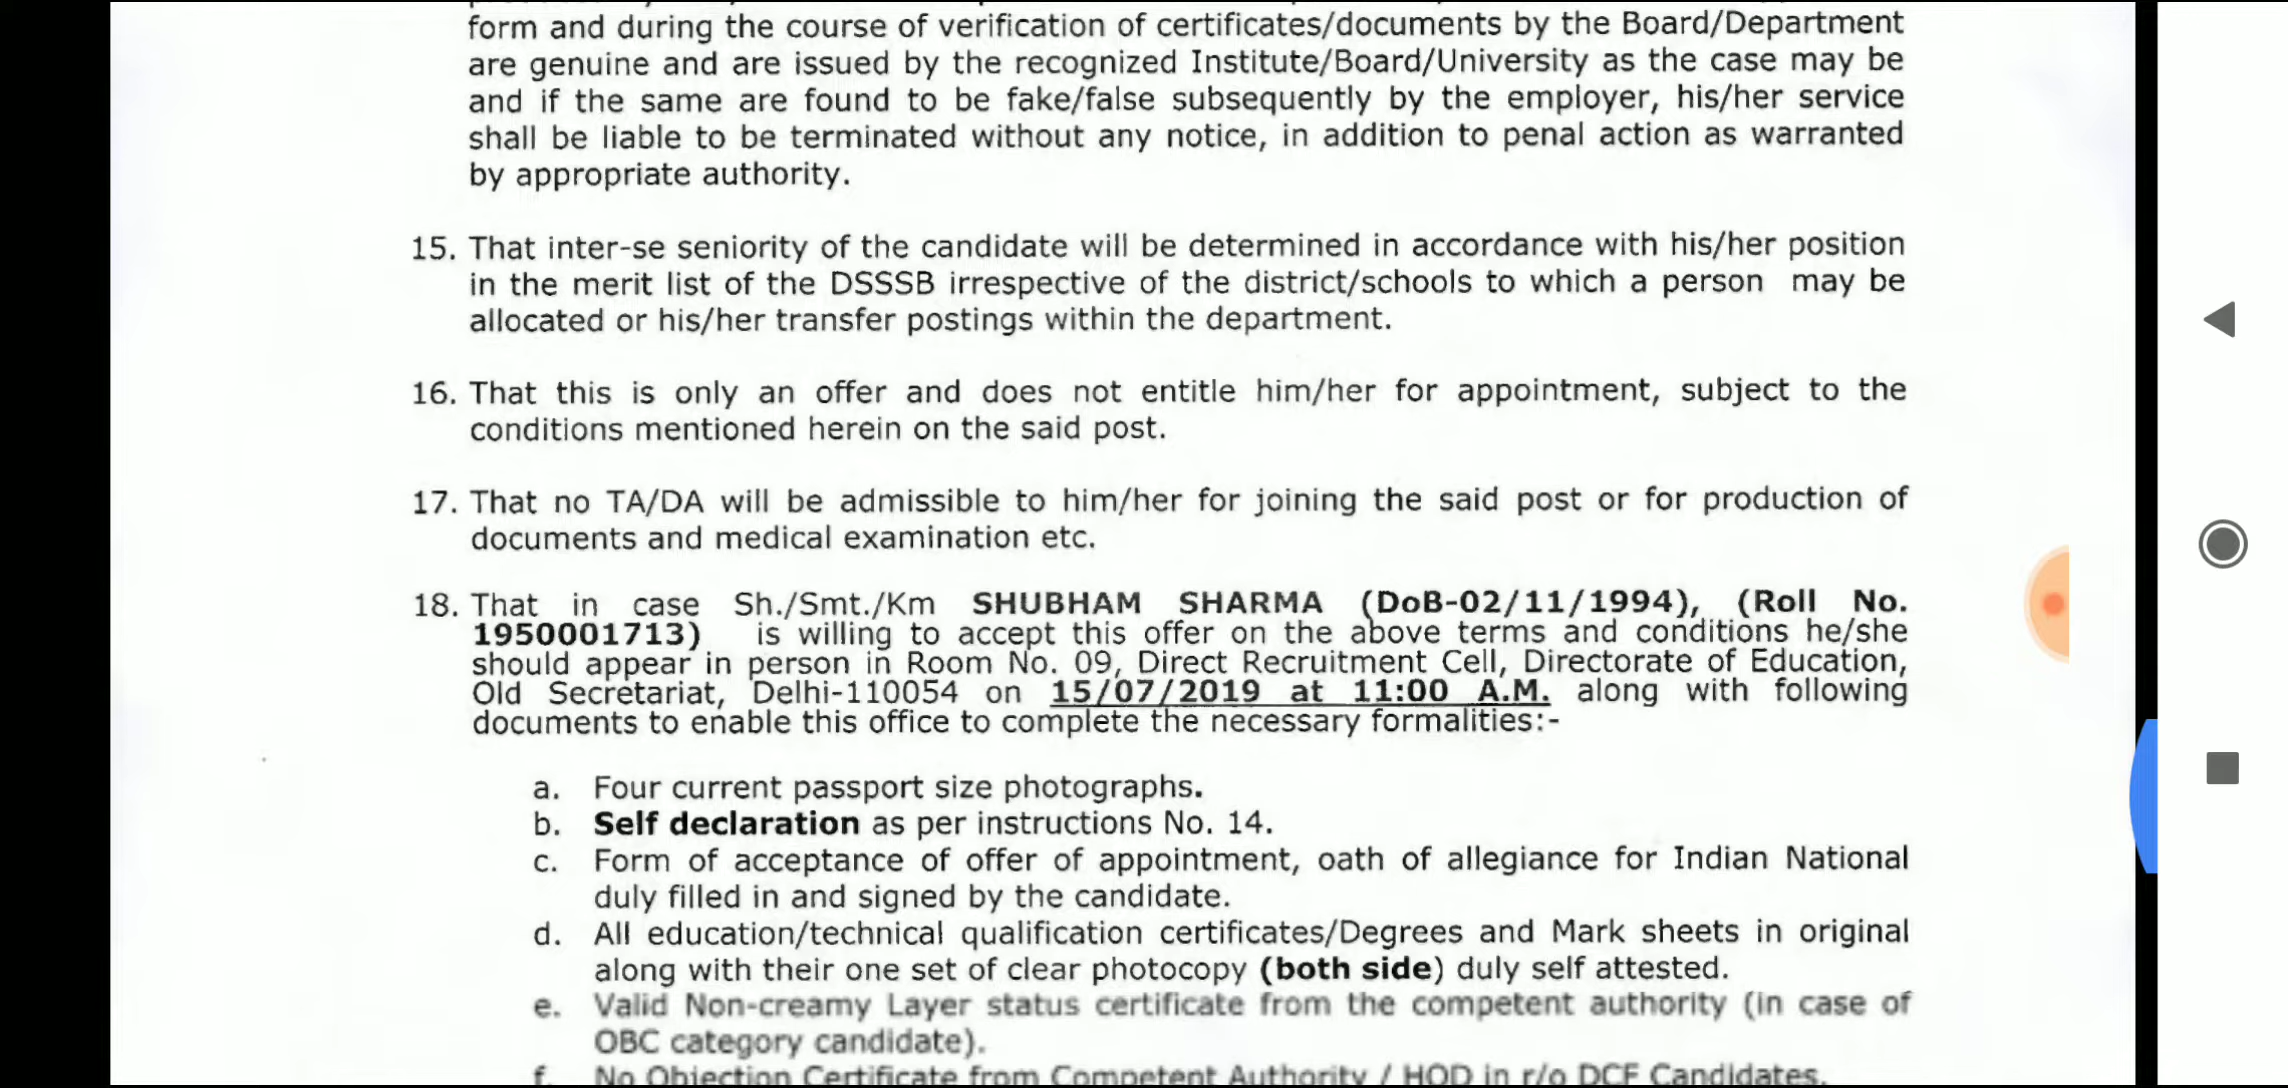 form and during the course of verification of certificates/documents by the Board/Department
are genuine and are issued by the recognized Institute/Board/University as the case may be
and if the same are found to be fake/false subsequently by the employer, his/her service
shall be liable to be terminated without any notice, in addition to penal action as warranted
by appropriate authority.
15. That inter-se seniority of the candidate will be determined in accordance with his/her position
in the merit list of the DSSSB irrespective of the district/schools to which a person may be
allocated or his/her transfer postings within the department.
16. That this is only an offer and does not entitle him/her for appointment, subject to the
conditions mentioned herein on the said post.
17. That no TA/DA will be admissible to him/her for joining the said post or for production of
documents and medical examination etc.
18. That in case Sh./Smt./Km SHUBHAM SHARMA (DoB-02/11/1994), (Roll No.
1950001713) is willing to accept this offer on the above terms and conditions he/she
should appear in person in Room No. 09, Direct Recruitment Cell, Directorate of Education,
Old Secretariat, Delhi-110054 on 15/07/2019 at 11:00 A.M. along with following
documents to enable this office to complete the necessary formalities:-
a. Four current passport size photographs.
b. Self declaration as per instructions No. 14.
c. Form of acceptance of offer of appointment, oath of allegiance for Indian National
duly filled in and signed by the candidate.
d. All education/technical qualification certificates/Degrees and Mark sheets in original
along with their one set of clear photocopy (both side) duly self attested.
e. Valid Non-creamy Layer status certificate from the competent authority (in case of
OBC category candidate).
f. No Objection Certificate from Competent Authority / HOD in r/o DCF Candidates.